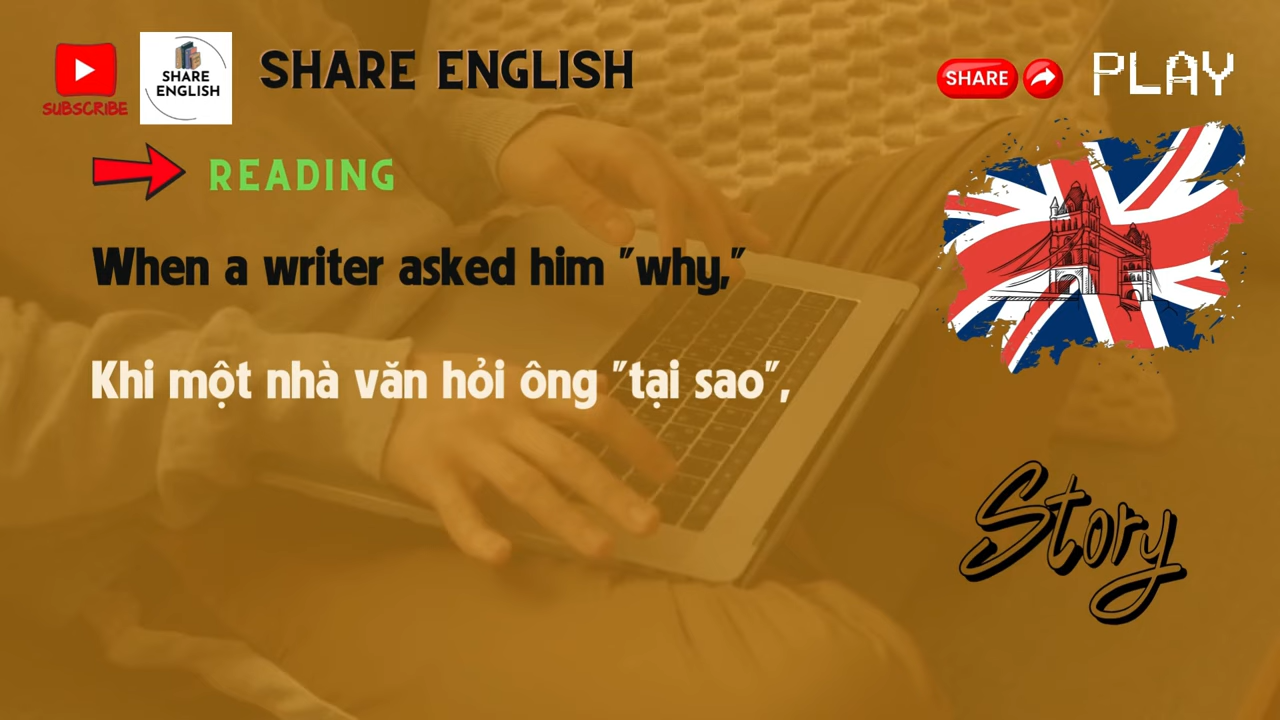 SUBSCRIBE
SHARE
ENGLISH
SHARE ENGLISH
SHARE
PLAY
READING
When a writer asked him "why,"
Khi một nhà văn hỏi ông "tại sao",
Story